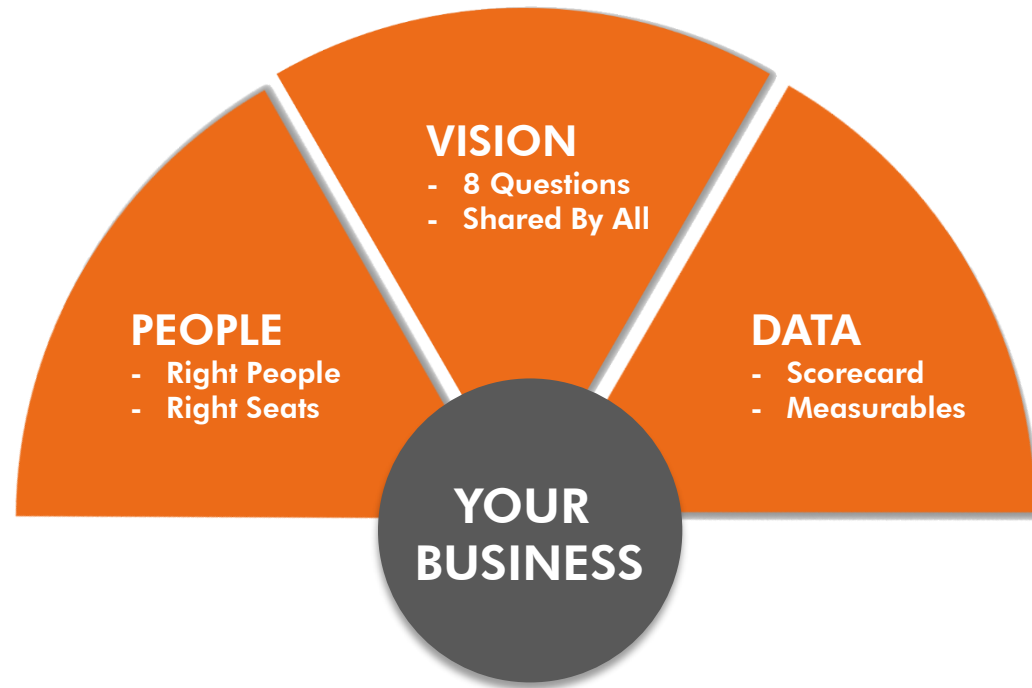 VISION
- 8 Questions
- Shared By All
PEOPLE
- Right People
- Right Seats
DATA
- Scorecard
- Measurables
YOUR
BUSINESS